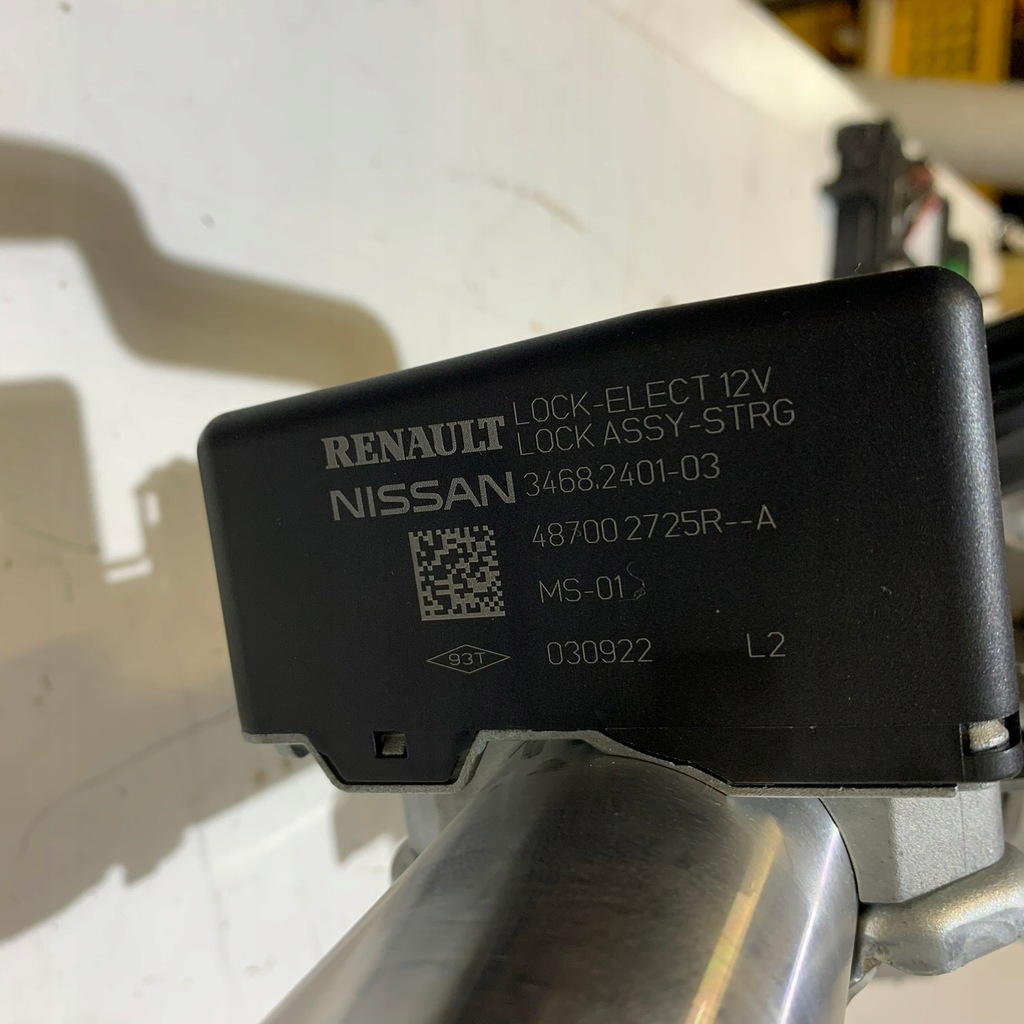 RENAULT LOCK-ELECT 12V
LOCK ASSY-STRG
NISSAN 3468.2401-03
48700 2725R--A
MS-01
93T 030922 L2